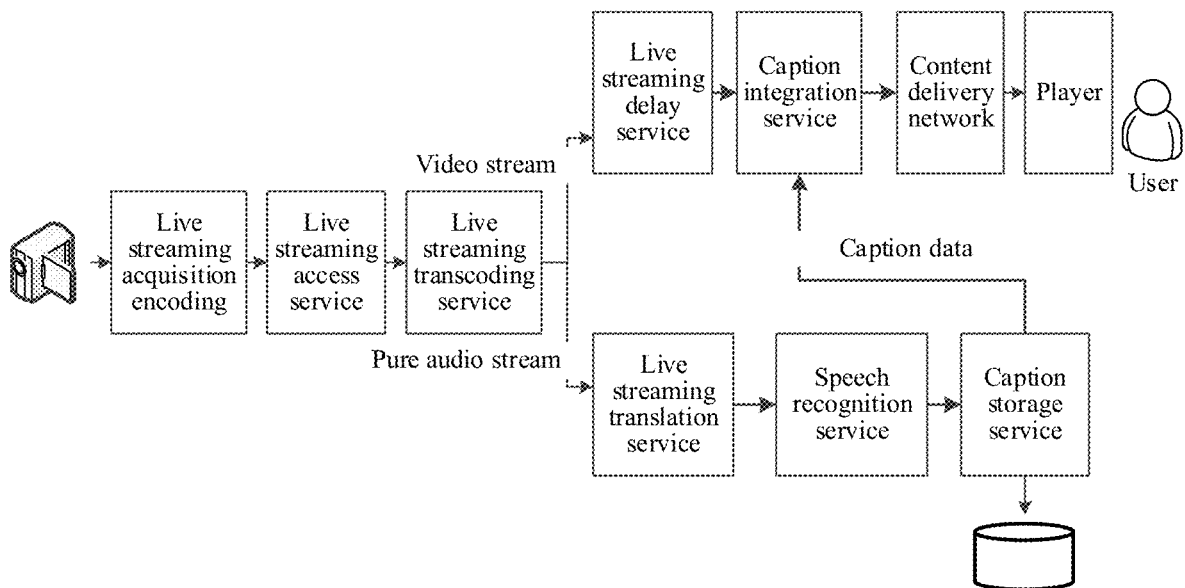 Live
streaming
delay
service
Caption
integration
service
Content
delivery
network
Player
User
Video stream
Live
streaming
acquisition
encoding
Live
streaming
access
service
Live
streaming
transcoding
service
Caption data
Pure audio stream
Live
streaming
translation
service
Speech
recognition
service
Caption
storage
service